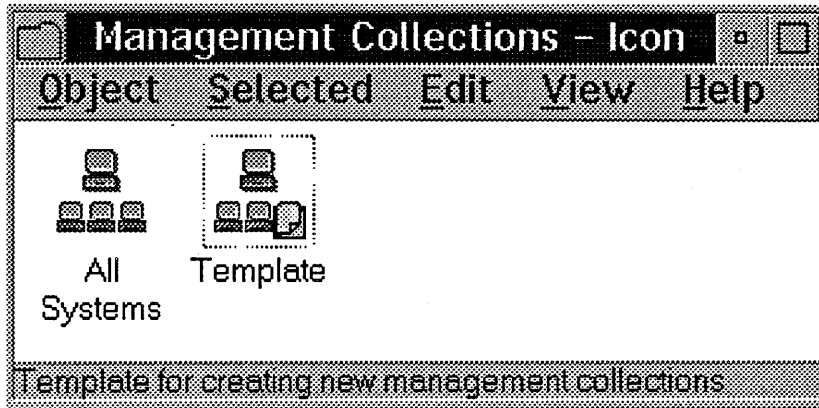 Management Collections – Icon
Object Selected Edit View Help
All
Systems
Template
Template for creating new management collections